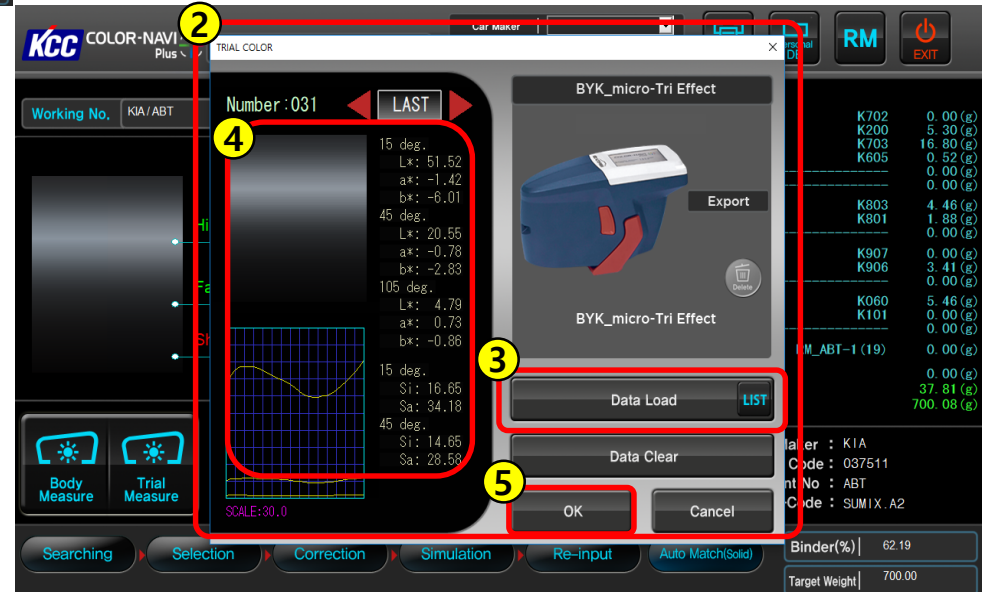 KCC COLOR-NAVI
Plus
Car Maker
RM
EXIT
2
TRIAL COLOR
Working No.
KIA/ABT
Number:031
LAST
4
15 deg.
L*: 51.52
a*: -1.42
b*: -6.01
45 deg.
L*: 20.55
a*: -0.78
b*: -2.83
105 deg.
L*: 4.79
a*: 0.73
b*: -0.86
15 deg.
Si: 16.65
Sa: 34.18
45 deg.
Si: 14.65
Sa: 28.58
SCALE:30.0
BYK_micro-Tri Effect
Export
Delete
BYK_micro-Tri Effect
3
Data Load
LIST
Data Clear
5
OK
Cancel
K702 0.00(g)
K200 5.30(g)
K703 16.80(g)
K605 0.52(g)
0.00(g)
0.00(g)
K803 4.46(g)
K801 1.88(g)
0.00(g)
K907 0.00(g)
K906 3.41(g)
0.00(g)
K060 5.46(g)
K101 0.00(g)
0.00(g)
M_ABT-1(19) 0.00(g)
0.00(g)
37.81(g)
700.08(g)
: KIA
Code : 037511
No : ABT
Code : SUMIX.A2
Body
Measure
Trial
Measure
Searching
Selection
Correction
Simulation
Re-input
Auto Match(Solid)
Binder(%) 62.19
Target Weight 700.00